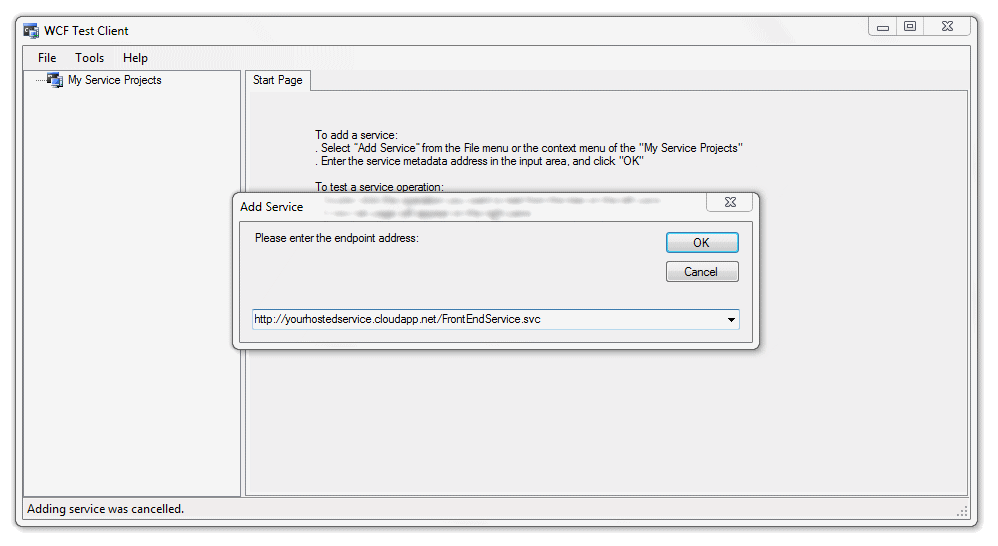 WCF Test Client
File Tools Help
My Service Projects
Start Page
To add a service:
. Select "Add Service" from the File menu or the context menu of the "My Service Projects"
. Enter the service metadata address in the input area, and click "OK"
To test a service operation:
Add Service
Please enter the endpoint address:
OK
Cancel
http://yourhostedservice.cloudapp.net/FrontEndService.svc
Adding service was cancelled.